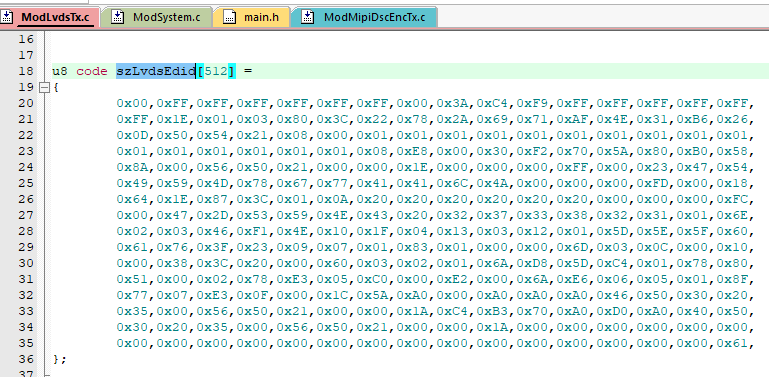 ModLvdsTx.c ModSystem.c main.h ModMipiDscEncTx.c
16
17
18 u8 code szLvdsEdid[512] =
19 {
20 0x00,0xFF,0xFF,0xFF,0xFF,0xFF,0xFF,0x00,0x3A,0xC4,0xF9,0xFF,0xFF,0xFF,0xFF,0xFF,
21 0xFF,0x1E,0x01,0x03,0x80,0x3C,0x22,0x78,0x2A,0x69,0x71,0xAF,0x4E,0x31,0xB6,0x26,
22 0x0D,0x50,0x54,0x21,0x08,0x00,0x01,0x01,0x01,0x01,0x01,0x01,0x01,0x01,0x01,0x01,
23 0x01,0x01,0x01,0x01,0x01,0x01,0x08,0xE8,0x00,0x30,0xF2,0x70,0x5A,0x80,0xB0,0x58,
24 0x8A,0x00,0x56,0x50,0x21,0x00,0x00,0x1E,0x00,0x00,0x00,0xFF,0x00,0x23,0x47,0x54,
25 0x49,0x59,0x4D,0x78,0x67,0x77,0x41,0x41,0x6C,0x4A,0x00,0x00,0x00,0xFD,0x00,0x18,
26 0x64,0x1E,0x87,0x3C,0x01,0x0A,0x20,0x20,0x20,0x20,0x20,0x20,0x00,0x00,0x00,0xFC,
27 0x00,0x47,0x2D,0x53,0x59,0x4E,0x43,0x20,0x32,0x37,0x33,0x38,0x32,0x31,0x01,0x6E,
28 0x02,0x03,0x46,0xF1,0x4E,0x10,0x1F,0x04,0x13,0x03,0x12,0x01,0x5D,0x5E,0x5F,0x60,
29 0x61,0x76,0x3F,0x23,0x09,0x07,0x01,0x83,0x01,0x00,0x00,0x6D,0x03,0x0C,0x00,0x10,
30 0x00,0x38,0x3C,0x20,0x00,0x60,0x03,0x02,0x01,0x6A,0xD8,0x5D,0xC4,0x01,0x78,0x80,
31 0x51,0x00,0x02,0x78,0xE3,0x05,0xC0,0x00,0xE2,0x00,0x6A,0xE6,0x06,0x05,0x01,0x8F,
32 0x77,0x07,0xE3,0x0F,0x00,0x1C,0x5A,0xA0,0x00,0xA0,0xA0,0xA0,0x46,0x50,0x30,0x20,
33 0x35,0x00,0x56,0x50,0x21,0x00,0x00,0x1A,0xC4,0xB3,0x70,0xA0,0xD0,0xA0,0x40,0x50,
34 0x30,0x20,0x35,0x00,0x56,0x50,0x21,0x00,0x00,0x1A,0x00,0x00,0x00,0x00,0x00,0x00,
35 0x00,0x00,0x00,0x00,0x00,0x00,0x00,0x00,0x00,0x00,0x00,0x00,0x00,0x00,0x00,0x61,
36 };
37